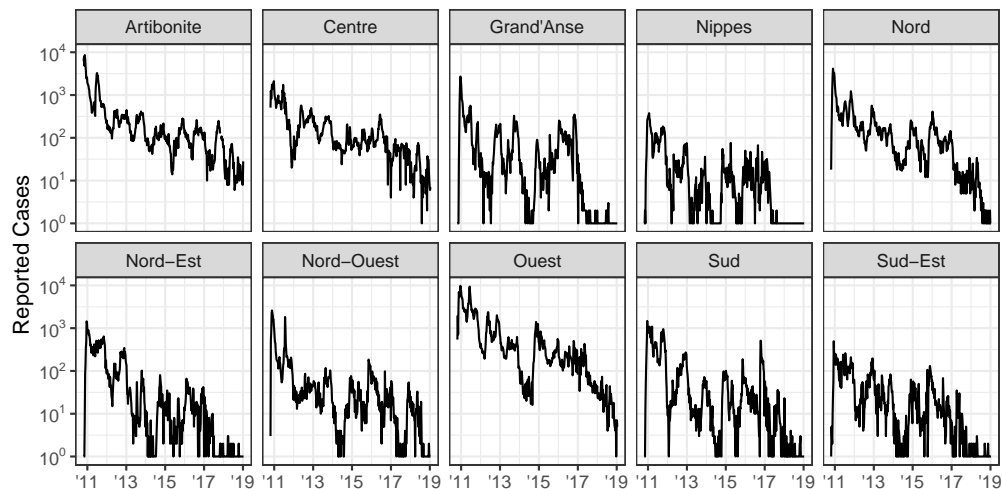 Artibonite Centre Grand'Anse Nippes Nord
10⁴
10³
10²
10¹
10⁰
Nord−Est Nord−Ouest Ouest Sud Sud−Est
10⁴
10³
10²
10¹
10⁰
Reported Cases
'11 '13 '15 '17 '19 '11 '13 '15 '17 '19 '11 '13 '15 '17 '19 '11 '13 '15 '17 '19 '11 '13 '15 '17 '19